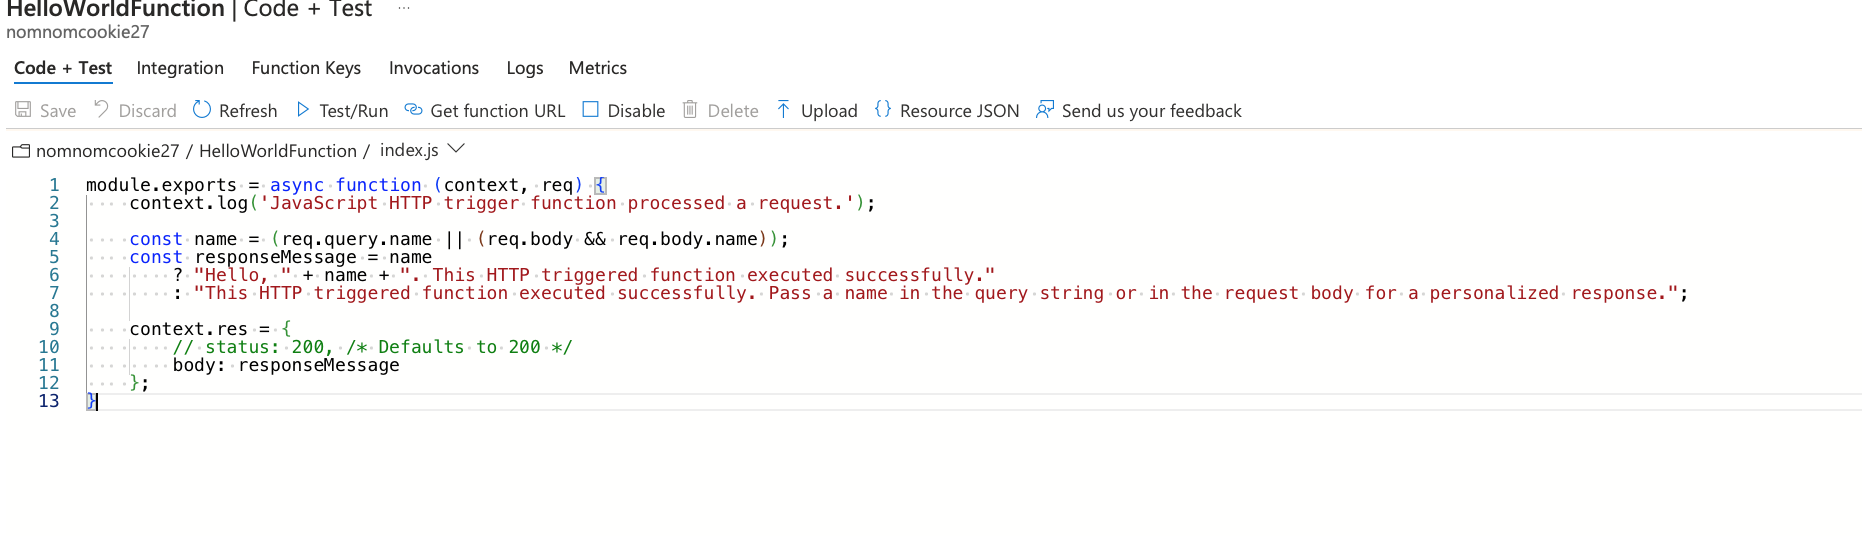 HelloWorldFunction | Code + Test ...
nomnomcookie27
Code + Test Integration Function Keys Invocations Logs Metrics
Save Discard Refresh Test/Run Get function URL Disable Delete Upload {} Resource JSON Send us your feedback
nomnomcookie27 / HelloWorldFunction / index.js
1 module.exports = async function (context, req) {
2     context.log('JavaScript HTTP trigger function processed a request.');
3
4     const name = (req.query.name || (req.body && req.body.name));
5     const responseMessage = name
6         ? "Hello, " + name + ". This HTTP triggered function executed successfully."
7         : "This HTTP triggered function executed successfully. Pass a name in the query string or in the request body for a personalized response.";
8
9     context.res = {
10         // status: 200, /* Defaults to 200 */
11         body: responseMessage
12     };
13 }